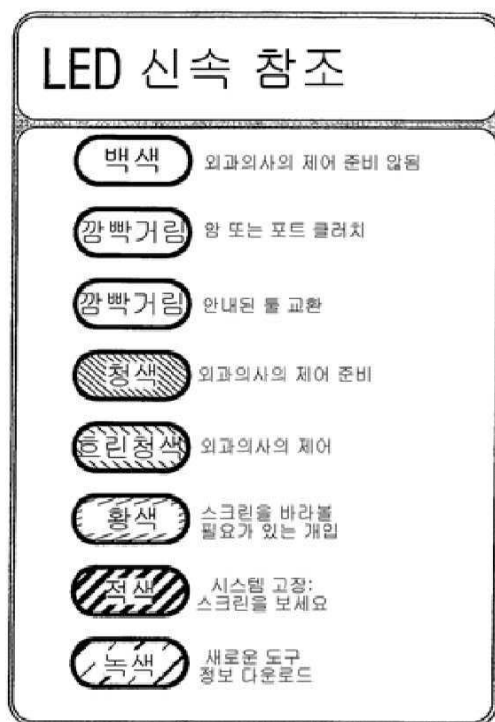 LED 신속 참조
백색 외과의사의 제어 준비 않됨
깜빡거림 암 또는 포트 클러치
깜빡거림 안내된 툴 교환
청색 외과의사의 제어 준비
흐린청색 외과의사의 제어
황색 스크린을 바라볼
필요가 있는 개입
적색 시스템 고장:
스크린을 보세요
녹색 새로운 도구
정보 다운로드